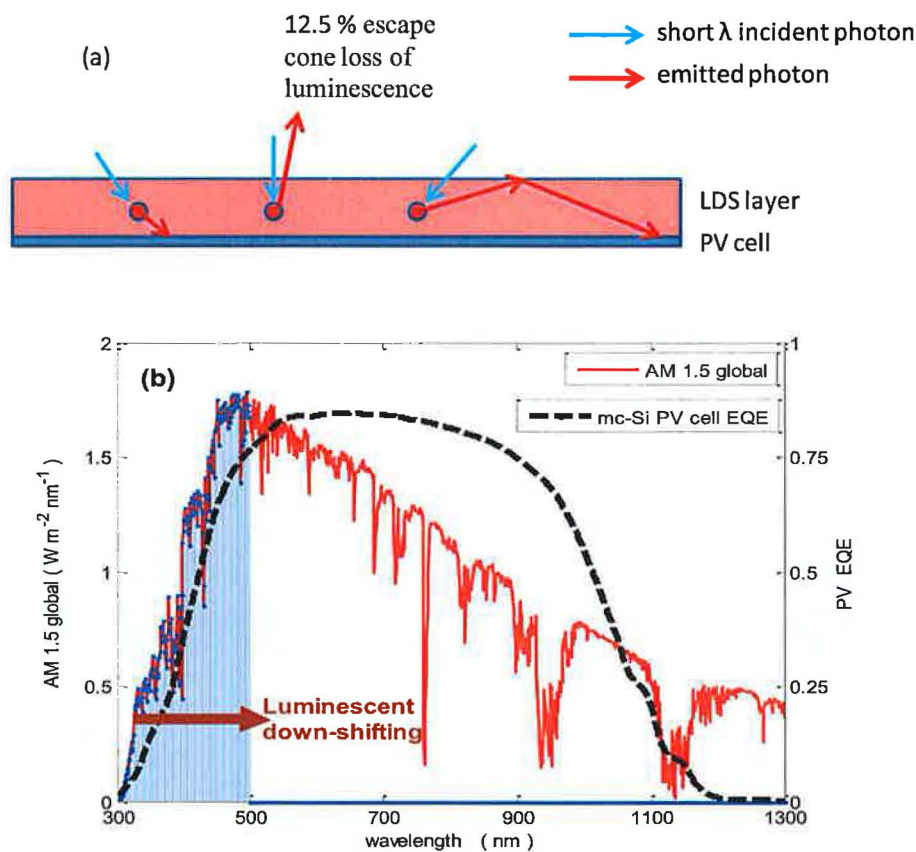 (a)
12.5 % escape
cone loss of
luminescence
short λ incident photon
emitted photon
LDS layer
PV cell
(b)
AM 1.5 global
mc-Si PV cell EQE
Luminescent
down-shifting
AM 1.5 global ( W m-2 nm-1)
2
1.5
1
0.5
0
PV EQE
1
0.75
0.5
0.25
0
300
500
700
900
1100
1300
wavelength ( nm )